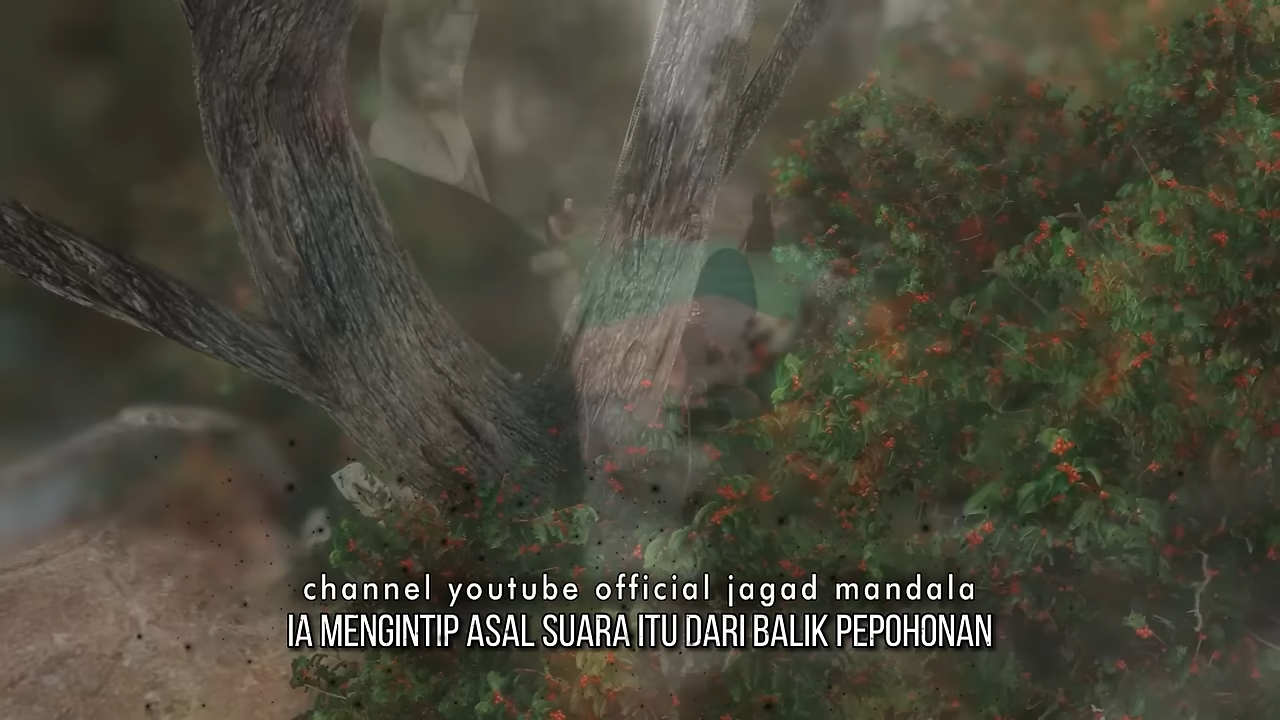 channel youtube official jagad mandala
IA MENGINTIP ASAL SUARA ITU DARI BALIK PEPOHONAN